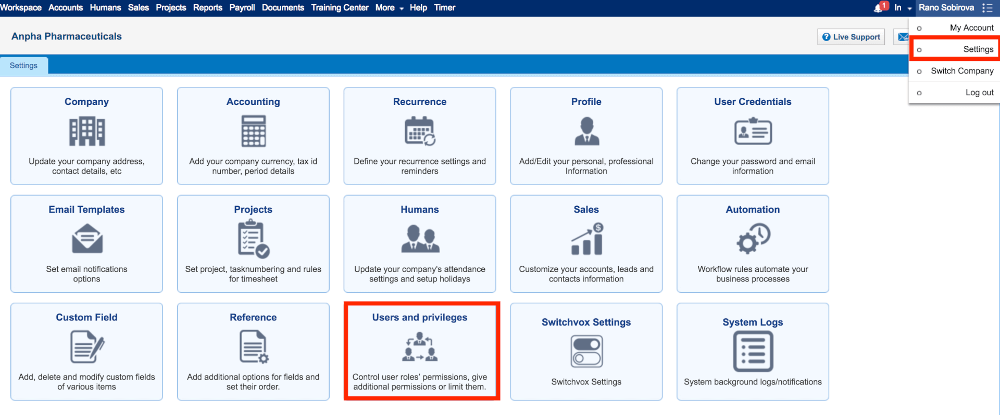 Workspace Accounts Humans Sales Projects Reports Payroll Documents Training Center More Help Timer 1 In Rano Sobirova
My Account
Settings
Switch Company
Log out
Anpha Pharmaceuticals
? Live Support
Settings
Company
Update your company address,
contact details, etc
Accounting
Add your company currency, tax id
number, period details
Recurrence
Define your recurrence settings and
reminders
Profile
Add/Edit your personal, professional
Information
User Credentials
Change your password and email
information
Email Templates
Set email notifications
options
Projects
Set project, tasknumbering and rules
for timesheet
Humans
Update your company's attendance
settings and setup holidays
Sales
$
Customize your accounts, leads and
contacts information
Automation
Workflow rules automate your
business processes
Custom Field
Add, delete and modify custom fields
of various items
Reference
Add additional options for fields and
set their order.
Users and privileges
Control user roles’ permissions, give
additional permissions or limit them.
Switchvox Settings
Switchvox Settings
System Logs
System background logs/notifications